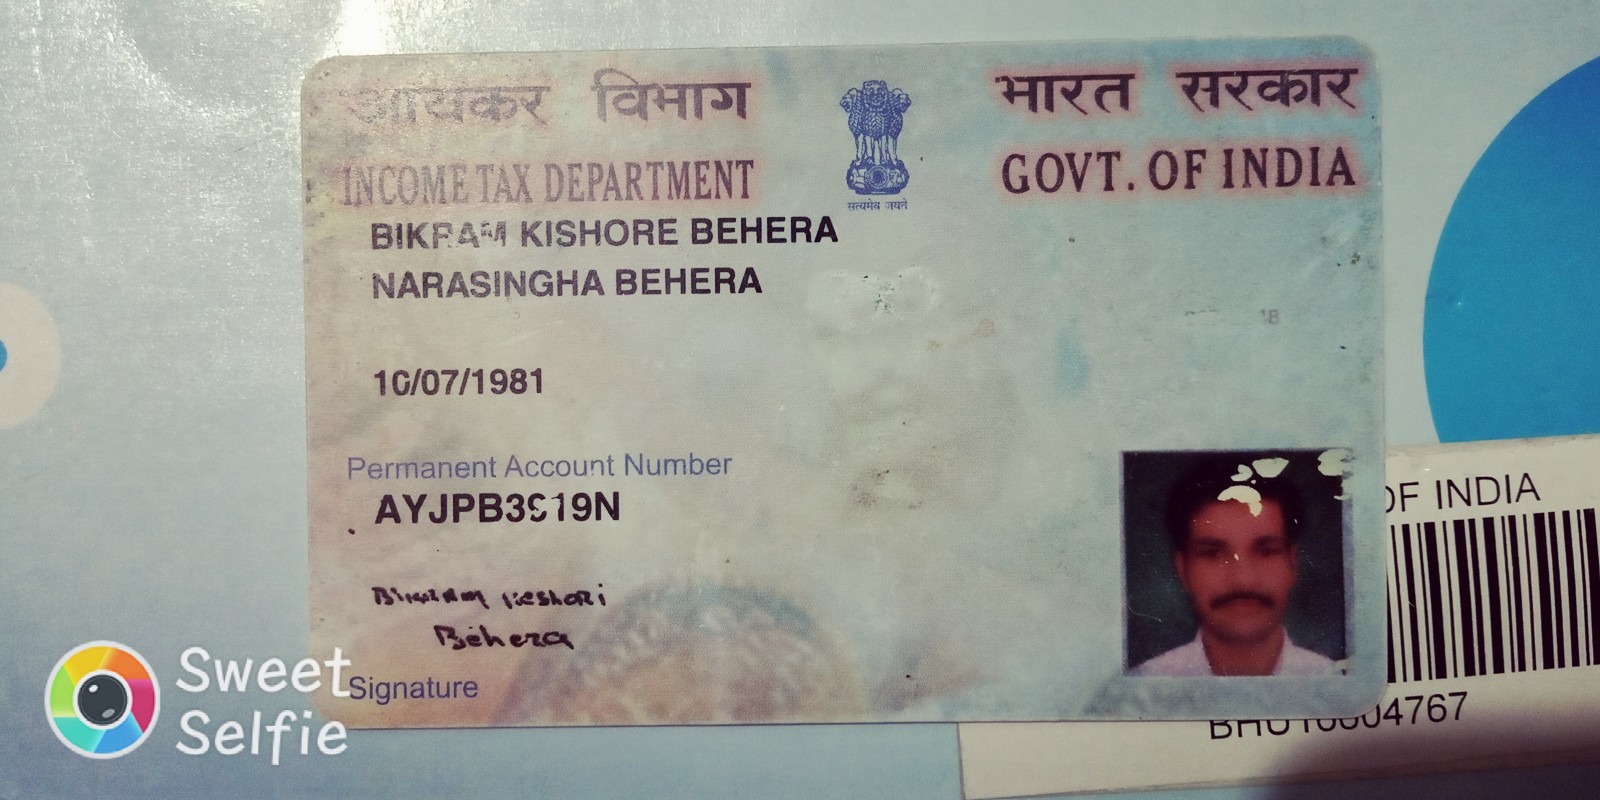 आयकर विभाग
भारत सरकार
INCOME TAX DEPARTMENT
GOVT. OF INDIA
सत्यमेव जयते
BIKRAM KISHORE BEHERA
NARASINGHA BEHERA
10/07/1981
Permanent Account Number
Behera
Signature
OF INDIA
Sweet
Selfie